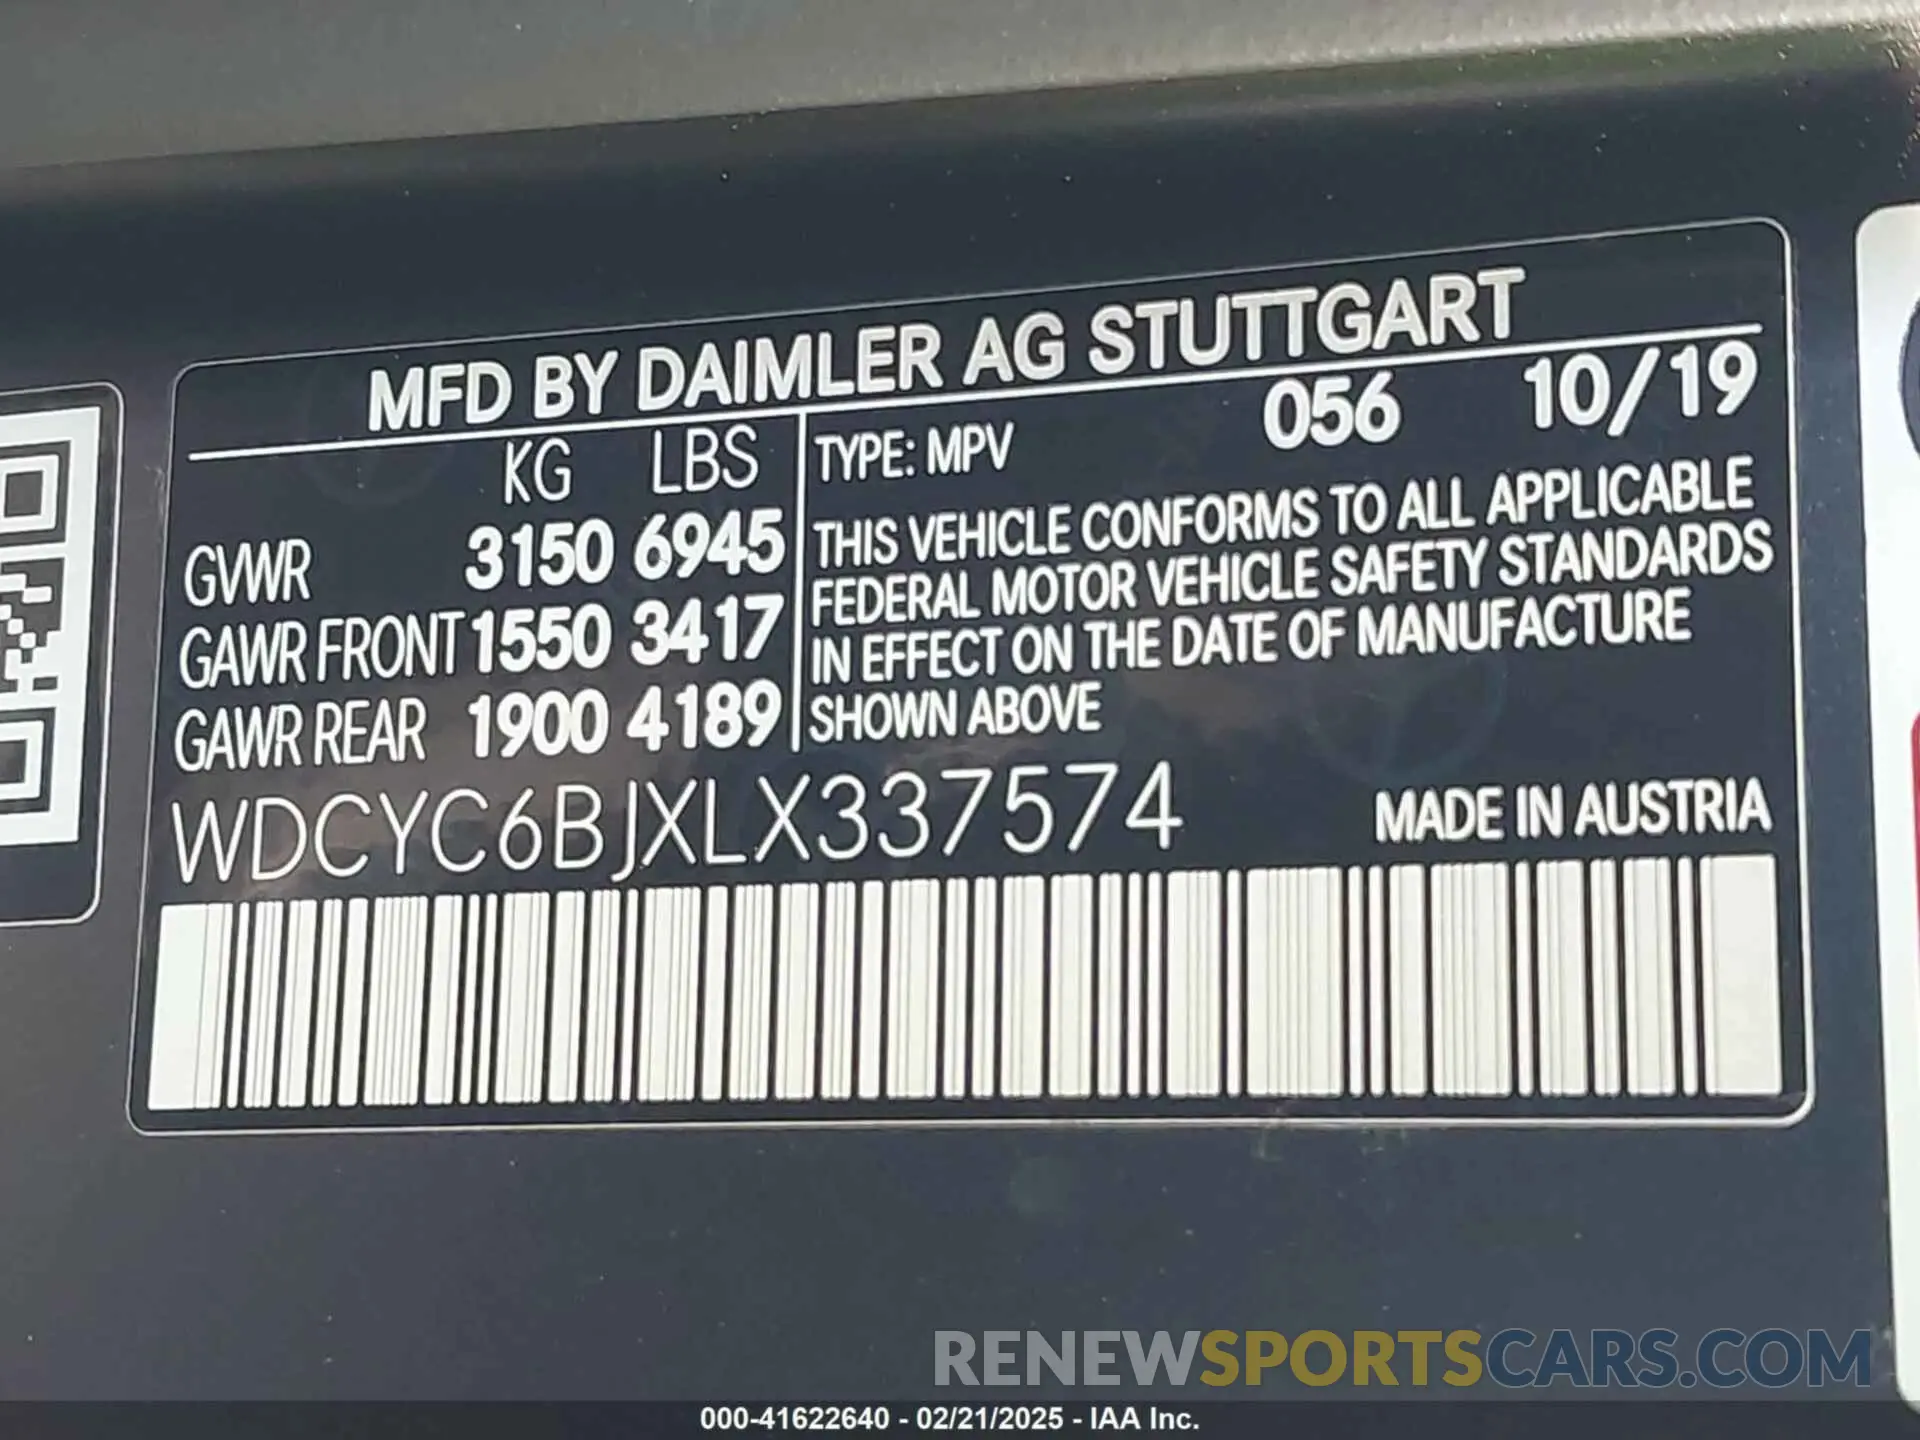 MFD BY DAIMLER AG STUTTGART
KG LBS
GVWR 3150 6945
GAWR FRONT 1550 3417
GAWR REAR 1900 4189
TYPE: MPV 056 10/19
THIS VEHICLE CONFORMS TO ALL APPLICABLE
FEDERAL MOTOR VEHICLE SAFETY STANDARDS
IN EFFECT ON THE DATE OF MANUFACTURE
SHOWN ABOVE
WDCYC6BJXLX337574 MADE IN AUSTRIA
RENEWSPORTSCARS.COM
000-41622640 - 02/21/2025 - IAA Inc.